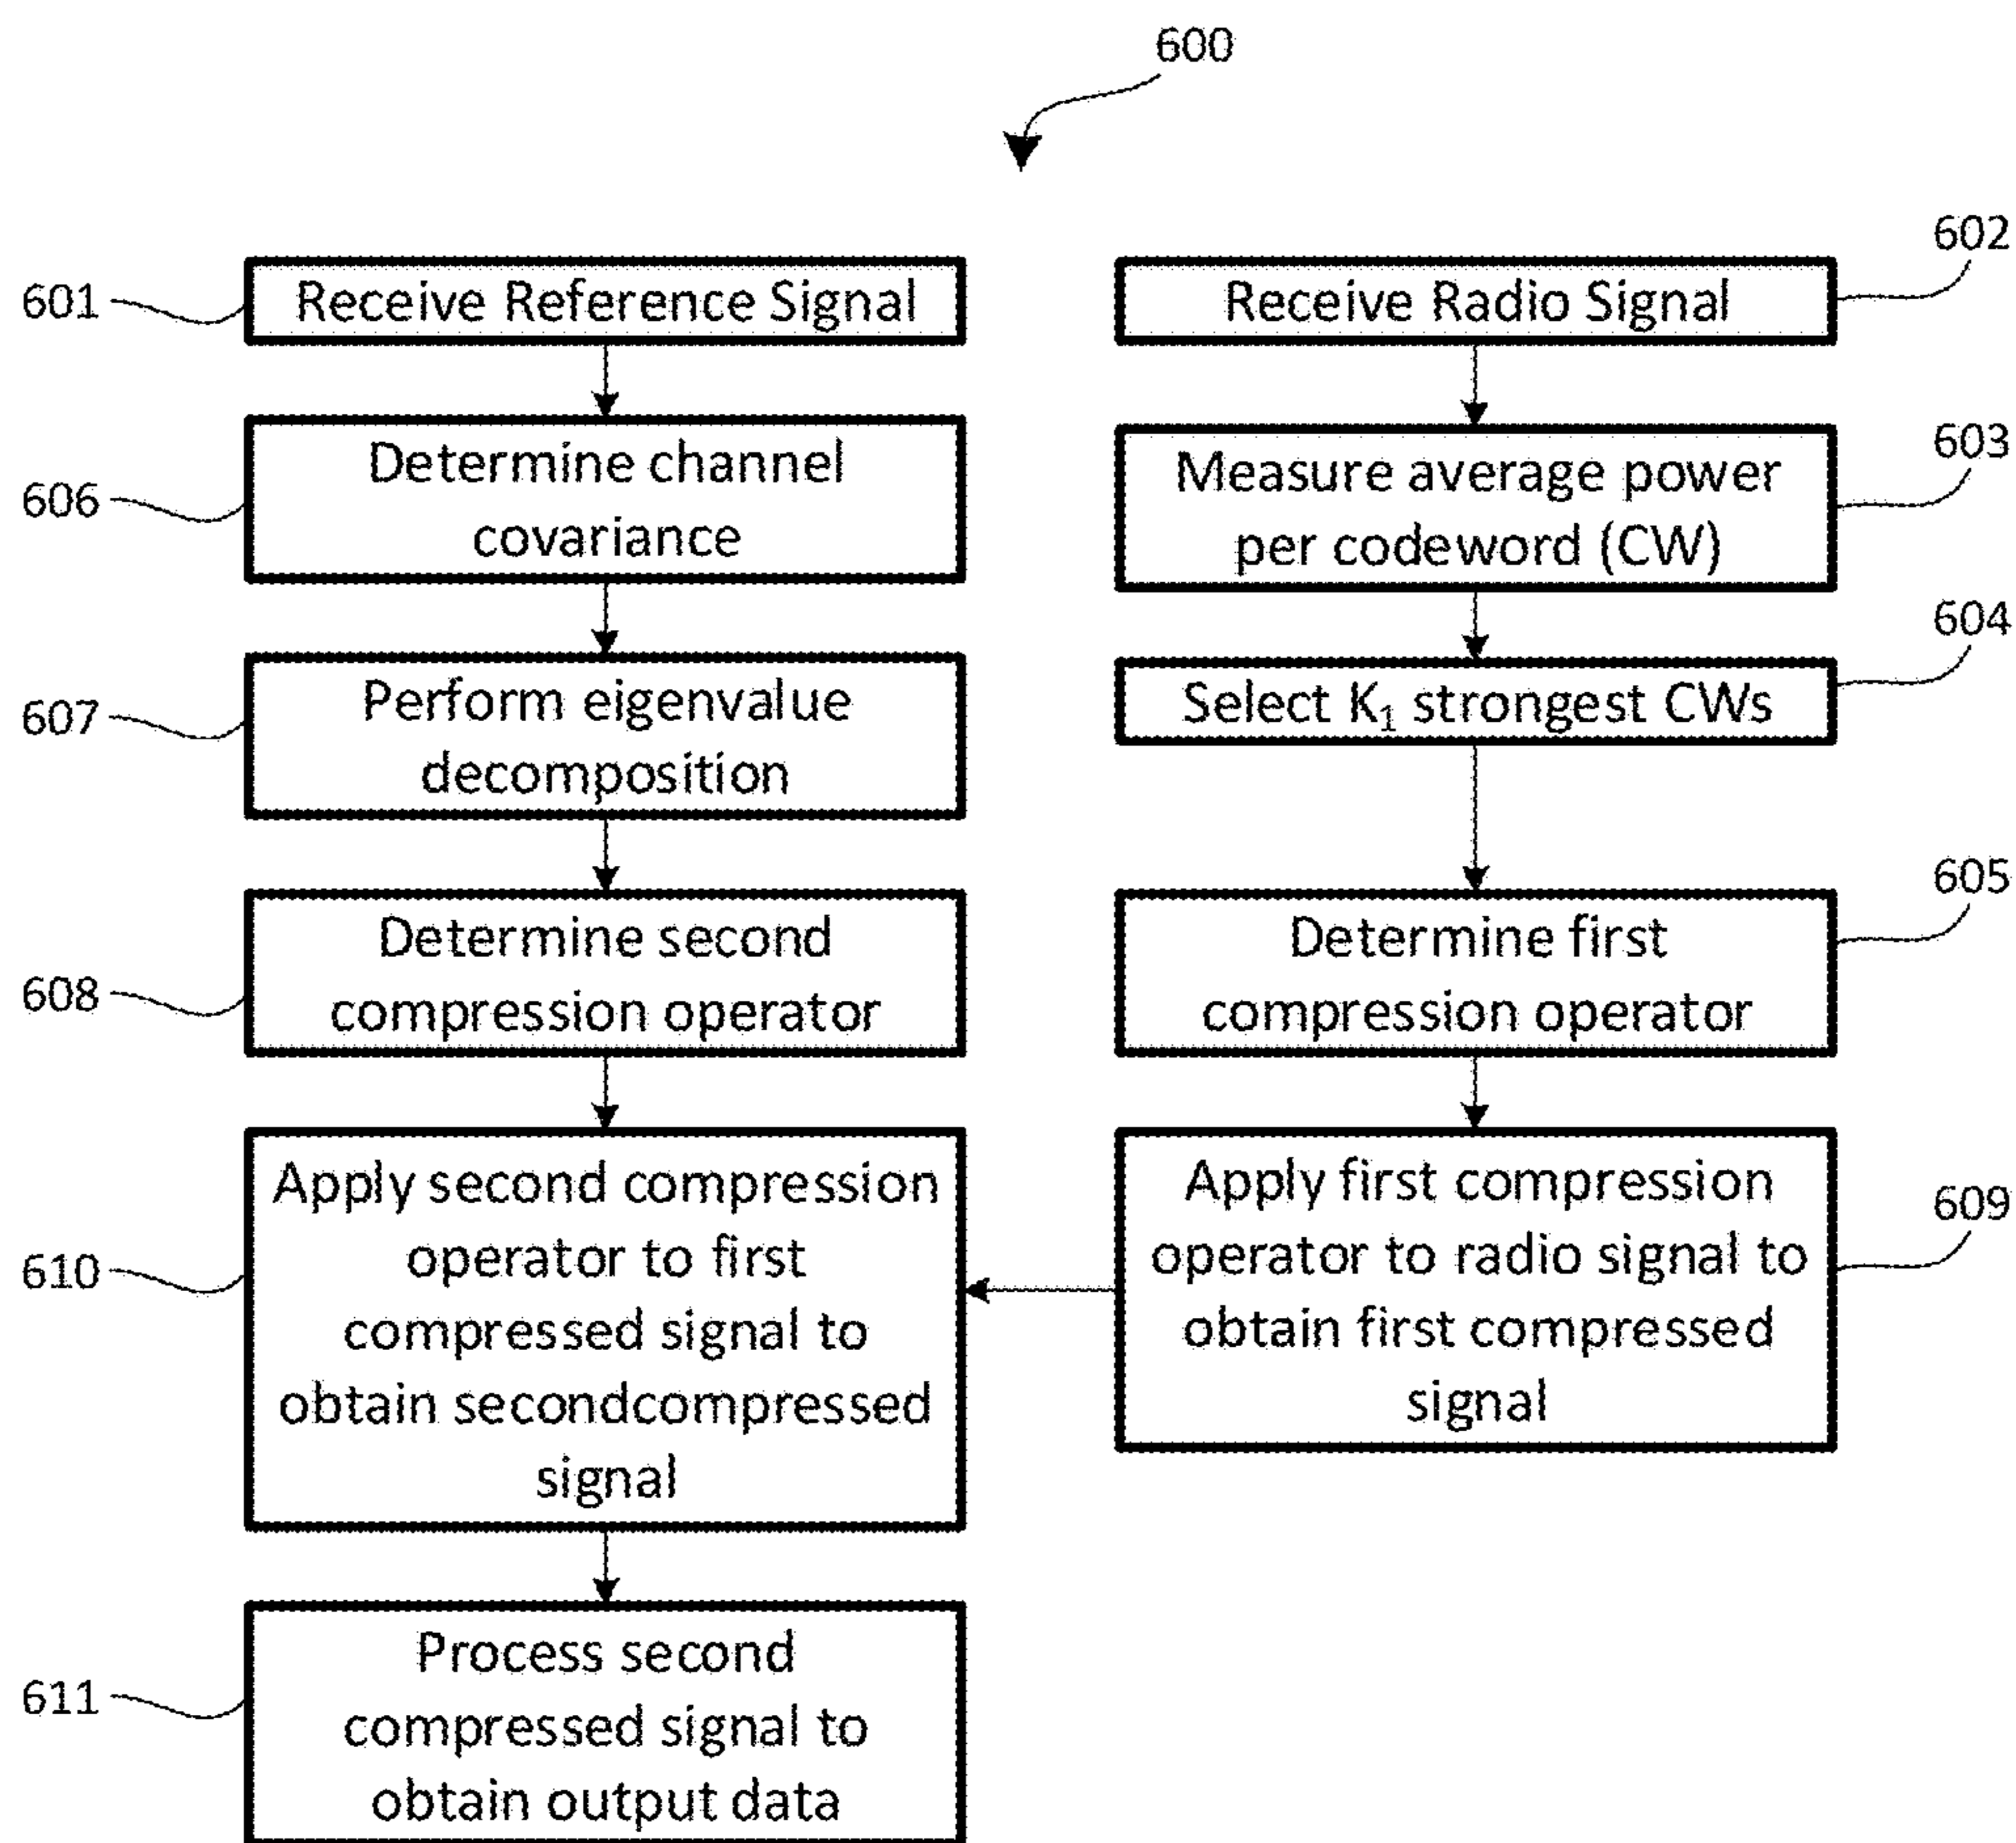 600
601
Receive Reference Signal
Receive Radio Signal
602
606
Determine channel
covariance
Measure average power
per codeword (CW)
603
607
Perform eigenvalue
decomposition
Select K₁ strongest CWs
604
608
Determine second
compression operator
Determine first
compression operator
605
610
Apply second compression
operator to first
compressed signal to
obtain secondcompressed
signal
Apply first compression
operator to radio signal to
obtain first compressed
signal
609
611
Process second
compressed signal to
obtain output data